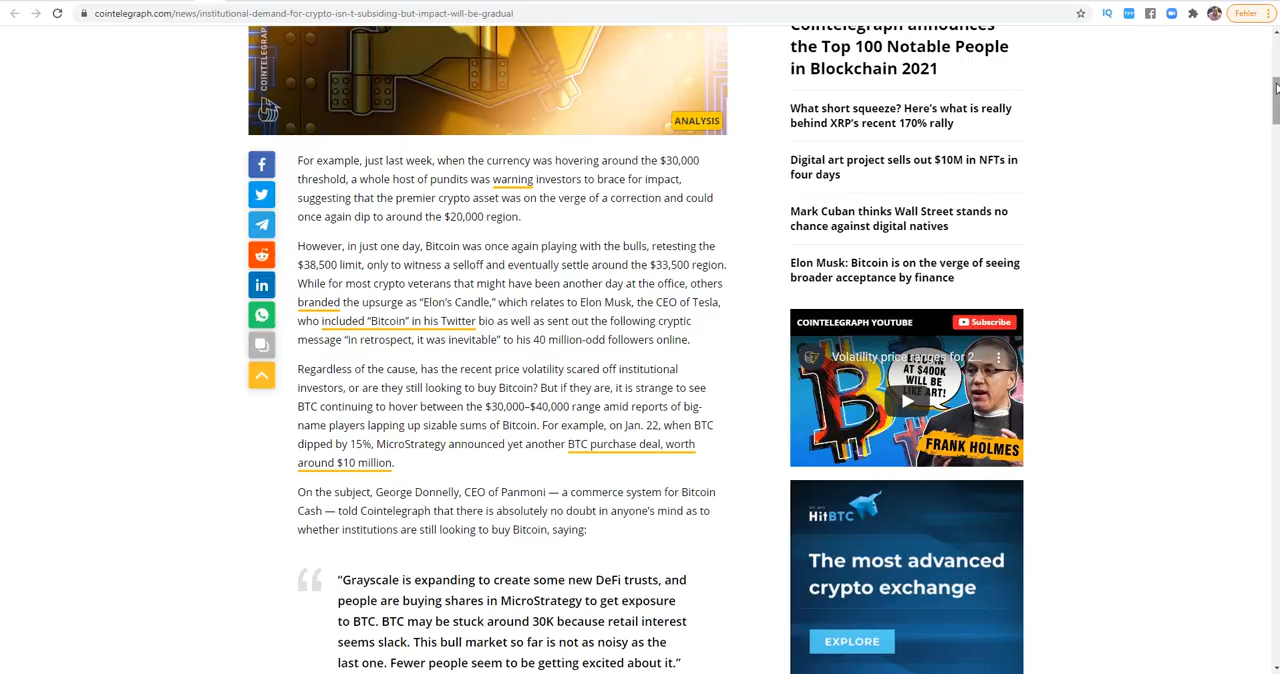 cointelegraph.com/news/institutional-demand-for-crypto-isn-t-subsiding-but-impact-will-be-gradual
IQ
Fehler
COINTELEGRAPH
ANALYSIS
For example, just last week, when the currency was hovering around the $30,000
threshold, a whole host of pundits was warning investors to brace for impact,
suggesting that the premier crypto asset was on the verge of a correction and could
once again dip to around the $20,000 region.
However, in just one day, Bitcoin was once again playing with the bulls, retesting the
$38,500 limit, only to witness a selloff and eventually settle around the $33,500 region.
While for most crypto veterans that might have been another day at the office, others
branded the upsurge as “Elon’s Candle,” which relates to Elon Musk, the CEO of Tesla,
who included “Bitcoin” in his Twitter bio as well as sent out the following cryptic
message “in retrospect, it was inevitable” to his 40 million-odd followers online.
Regardless of the cause, has the recent price volatility scared off institutional
investors, or are they still looking to buy Bitcoin? But if they are, it is strange to see
BTC continuing to hover between the $30,000–$40,000 range amid reports of big-
name players lapping up sizable sums of Bitcoin. For example, on Jan. 22, when BTC
dipped by 15%, MicroStrategy announced yet another BTC purchase deal, worth
around $10 million.
On the subject, George Donnelly, CEO of Panmoni — a commerce system for Bitcoin
Cash — told Cointelegraph that there is absolutely no doubt in anyone’s mind as to
whether institutions are still looking to buy Bitcoin, saying:
“Grayscale is expanding to create some new DeFi trusts, and
people are buying shares in MicroStrategy to get exposure
to BTC. BTC may be stuck around 30K because retail interest
seems slack. This bull market so far is not as noisy as the
last one. Fewer people seem to be getting excited about it.”
Cointelegraph announces
the Top 100 Notable People
in Blockchain 2021
What short squeeze? Here’s what is really
behind XRP’s recent 170% rally
Digital art project sells out $10M in NFTs in
four days
Mark Cuban thinks Wall Street stands no
chance against digital natives
Elon Musk: Bitcoin is on the verge of seeing
broader acceptance by finance
COINTELEGRAPH YOUTUBE
Subscribe
Volatility price ranges for 2...
AT $400K
WILL BE
LIKE ART!
FRANK HOLMES
HitBTC
The most advanced
crypto exchange
EXPLORE